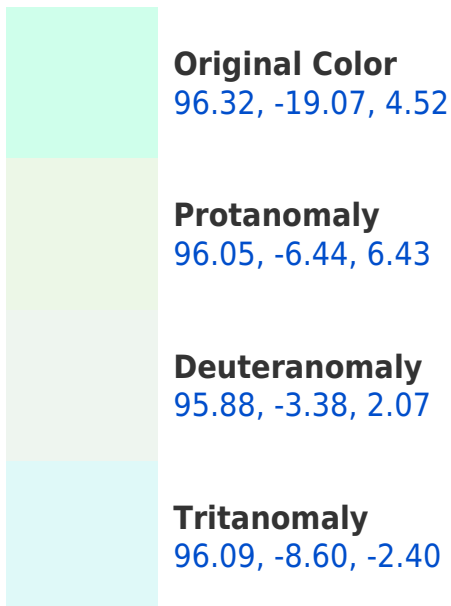 Original Color
96.32, -19.07, 4.52
Protanomaly
96.05, -6.44, 6.43
Deuteranomaly
95.88, -3.38, 2.07
Tritanomaly
96.09, -8.60, -2.40